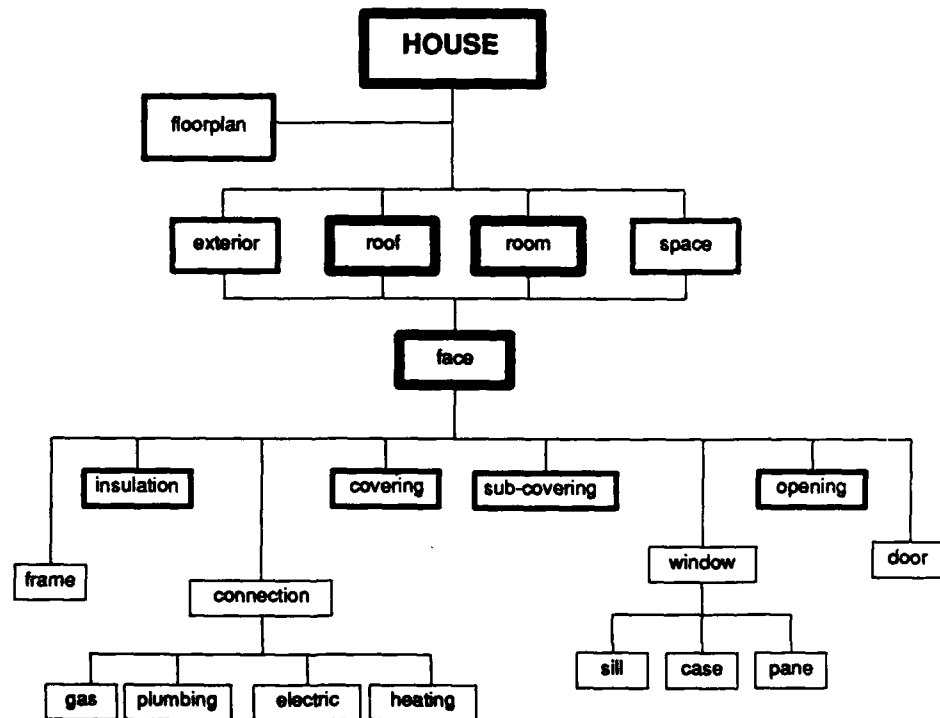 HOUSE
floorplan
exterior roof room space
face
insulation covering sub-covering opening
frame connection window door
sill case pane
gas plumbing electric heating